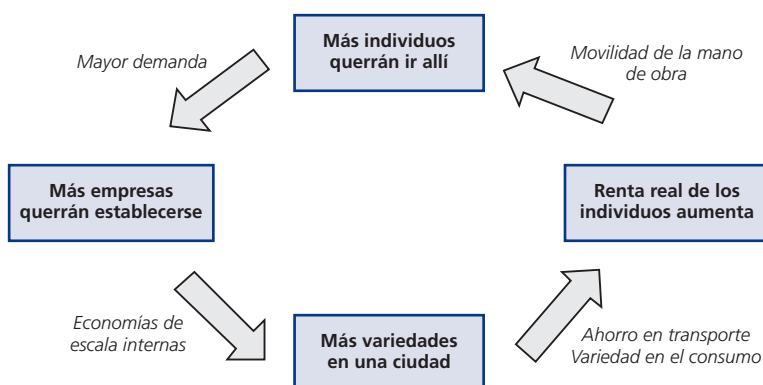 Más individuos
querrán ir allí
Mayor demanda
Movilidad de la mano
de obra
Más empresas
querrán establecerse
Renta real de los
individuos aumenta
Economías de
escala internas
Más variedades
en una ciudad
Ahorro en transporte
Variedad en el consumo